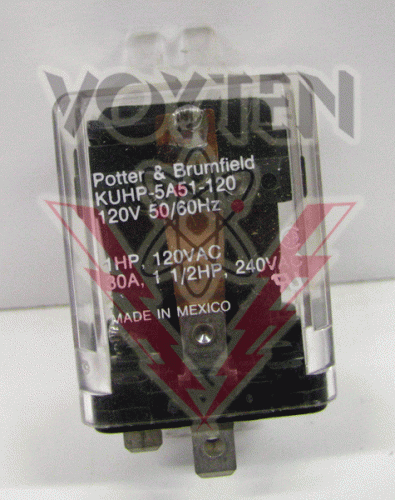 VOYTEN
Potter & Brumfield
KUHP-5A51-120
120V 50/60Hz
1HP, 120VAC
30A, 1 1/2HP, 240VAC
MADE IN MEXICO